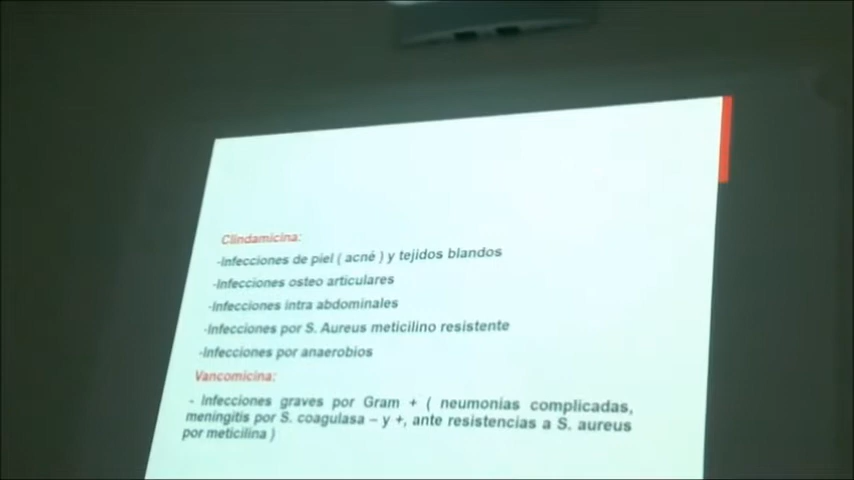 Clindamicina:
-Infecciones de piel ( acné ) y tejidos blandos
-Infecciones osteo articulares
-Infecciones intra abdominales
-Infecciones por S. Aureus meticilino resistente
-Infecciones por anaerobios
Vancomicina:
- Infecciones graves por Gram + ( neumonias complicadas,
meningitis por S. coagulasa – y +, ante resistencias a S. aureus
por meticilina )